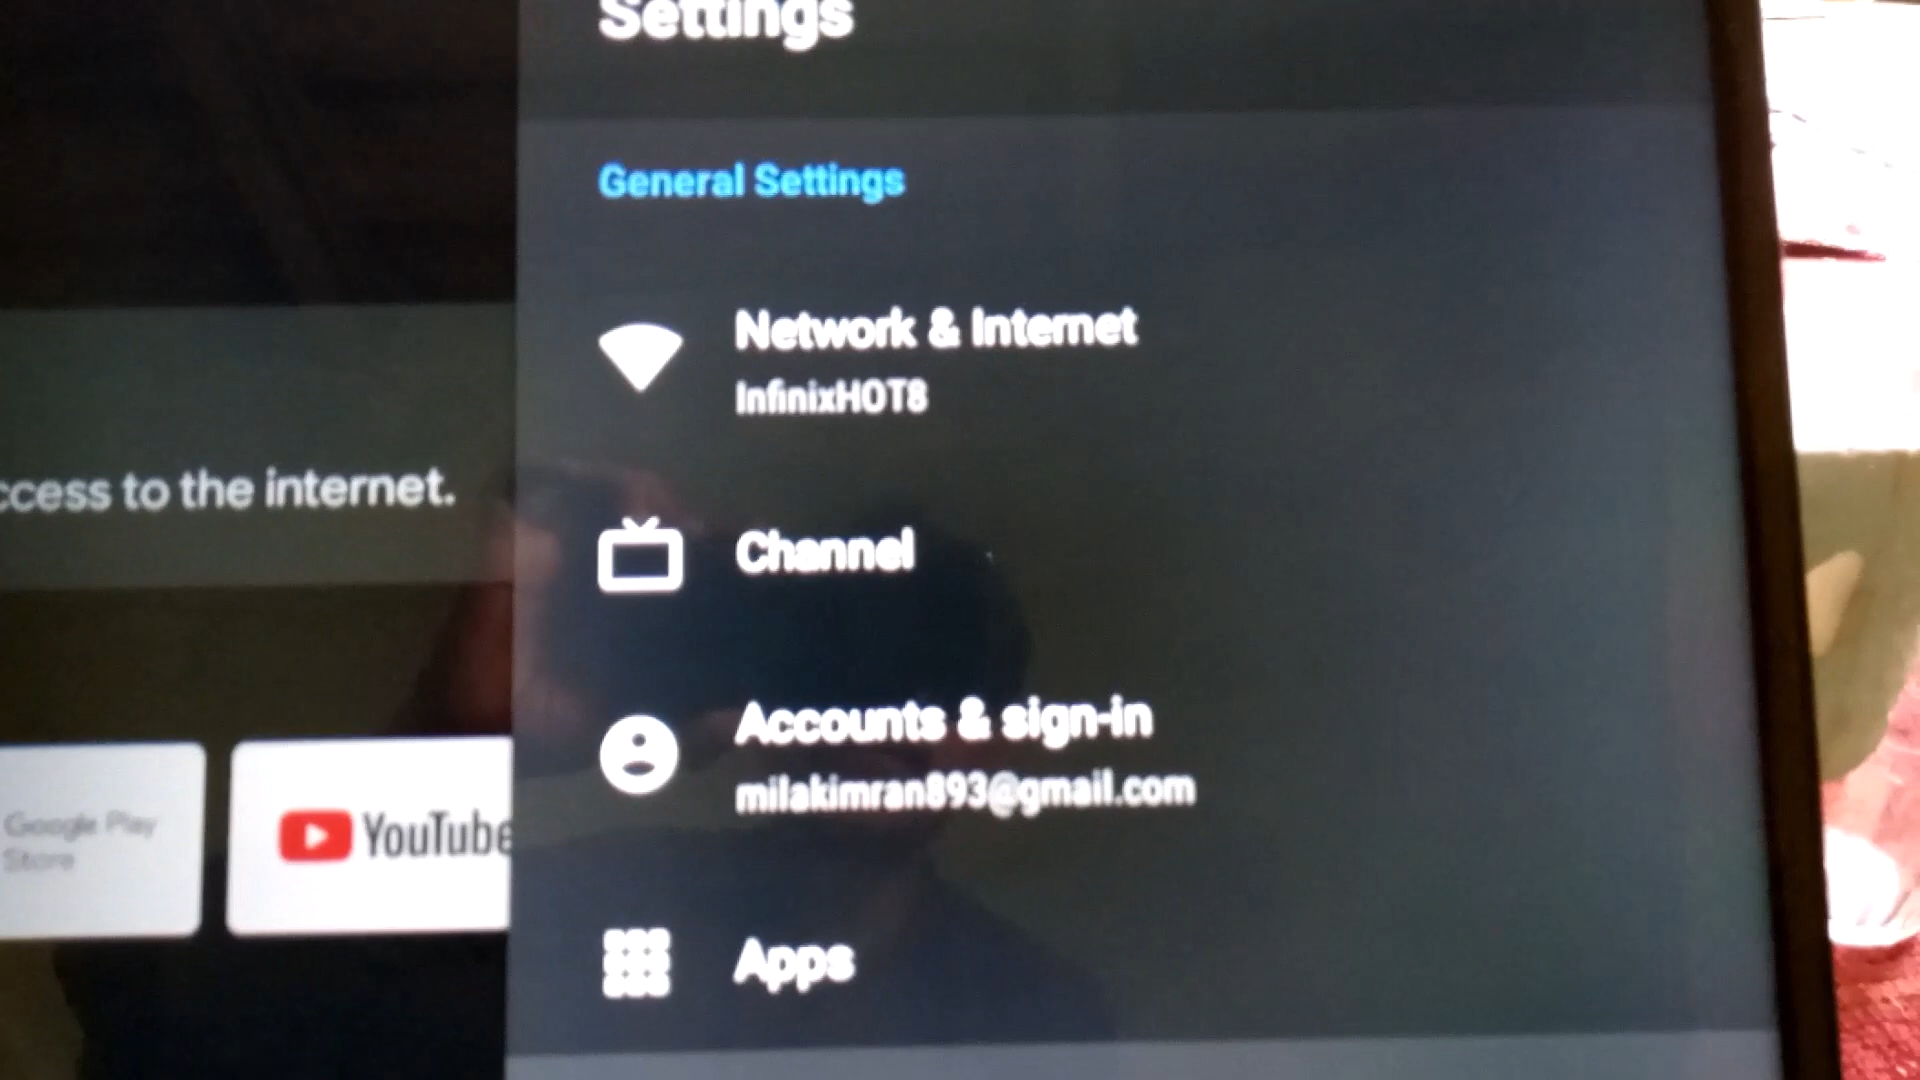 Settings
General Settings
Network & Internet
InfinixHOT8
Channel
Accounts & sign-in
milakimran893@gmail.com
Apps
ccess to the internet.
Google Play
Store
YouTube